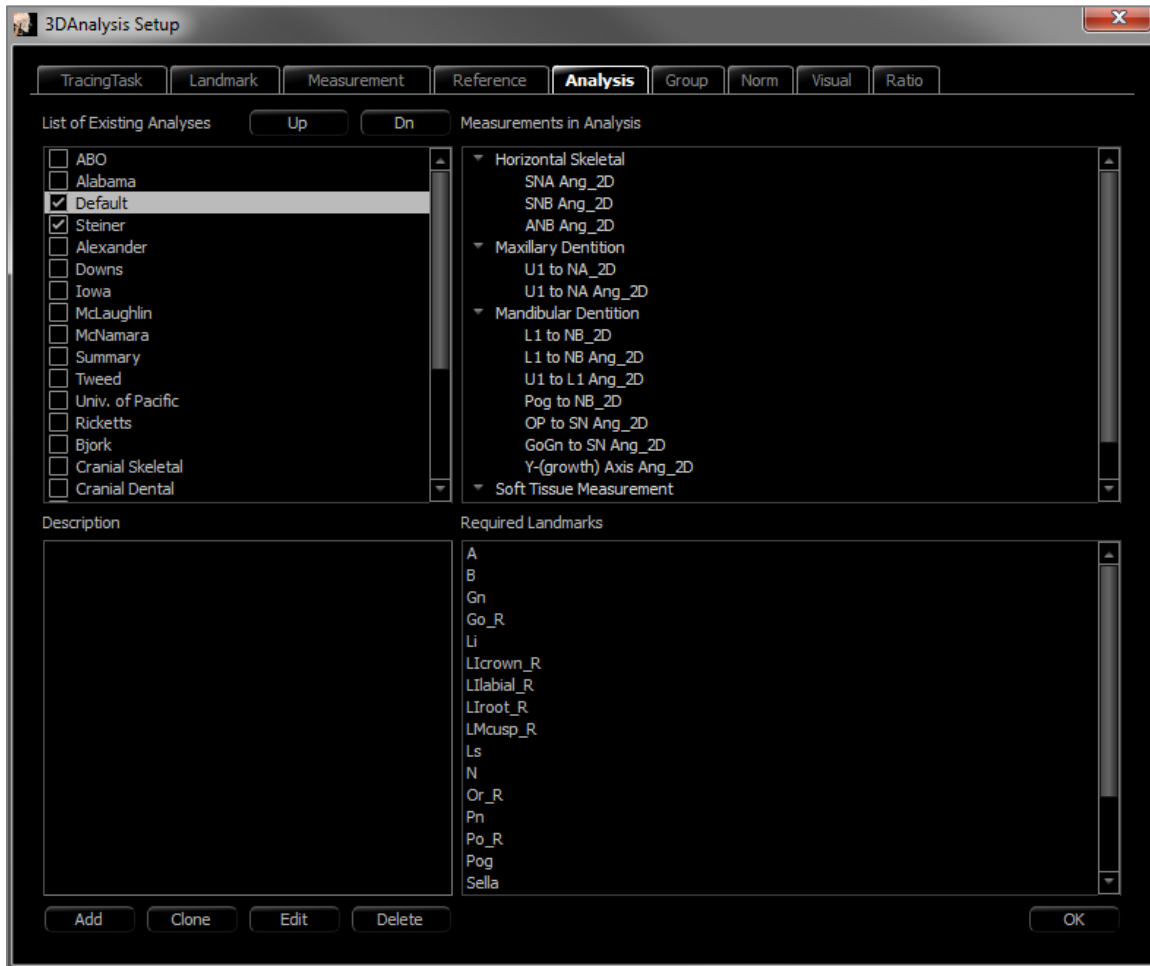 3DAnalysis Setup
TracingTask Landmark Measurement Reference Analysis Group Norm Visual Ratio
List of Existing Analyses Up Dn
ABO
Alabama
Default
Steiner
Alexander
Downs
Iowa
McLaughlin
McNamara
Summary
Tweed
Univ. of Pacific
Ricketts
Bjork
Cranial Skeletal
Cranial Dental
Measurements in Analysis
Horizontal Skeletal
SNA Ang_2D
SNB Ang_2D
ANB Ang_2D
Maxillary Dentition
U1 to NA_2D
U1 to NA Ang_2D
Mandibular Dentition
L1 to NB_2D
L1 to NB Ang_2D
U1 to L1 Ang_2D
Pog to NB_2D
OP to SN Ang_2D
GoGn to SN Ang_2D
Y-(growth) Axis Ang_2D
Soft Tissue Measurement
Description
Required Landmarks
A
B
Gn
Go_R
Li
LIcrown_R
LIlabial_R
LIroot_R
LMcusp_R
Ls
N
Or_R
Pn
Po_R
Pog
Sella
Add Clone Edit Delete OK